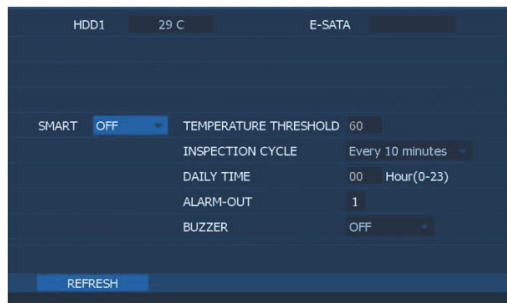 HDD1 29 C E-SATA
SMART OFF TEMPERATURE THRESHOLD 60
INSPECTION CYCLE Every 10 minutes
DAILY TIME 00 Hour(0-23)
ALARM-OUT 1
BUZZER OFF
REFRESH